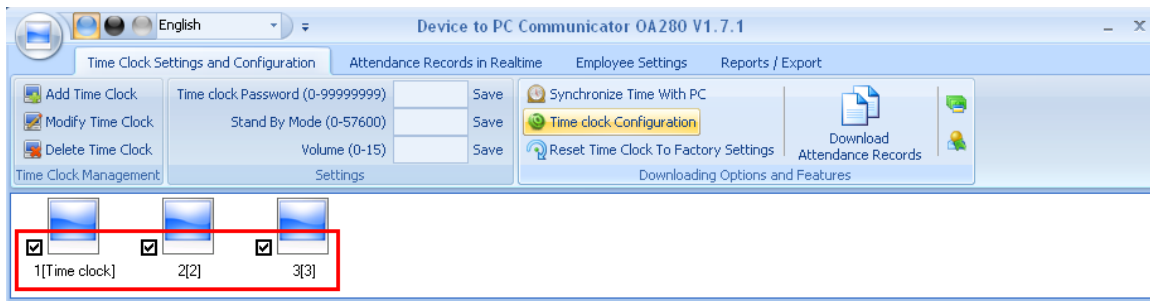 English
Device to PC Communicator OA280 V1.7.1
Time Clock Settings and Configuration
Attendance Records in Realtime
Employee Settings
Reports / Export
Add Time Clock
Modify Time Clock
Delete Time Clock
Time Clock Management
Time clock Password (0-99999999)
Save
Stand By Mode (0-57600)
Save
Volume (0-15)
Save
Settings
Synchronize Time With PC
Time clock Configuration
Reset Time Clock To Factory Settings
Download
Attendance Records
Downloading Options and Features
1[Time clock]
2[2]
3[3]